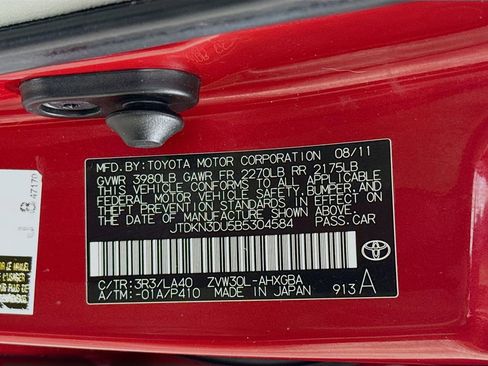 MFD. BY: TOYOTA MOTOR CORPORATION 08/11
GVWR 3980LB GAWR FR 2270LB RR 2175LB
THIS VEHICLE CONFORMS TO ALL APPLICABLE
FEDERAL MOTOR VEHICLE SAFETY, BUMPER, AND
THEFT PREVENTION STANDARDS IN EFFECT ON
THE DATE OF MANUFACTURE SHOWN ABOVE.
JTDKN3DU5B5304584 PASS.CAR
C/TR: 3R3/LA40 ZVW30L-AHXGBA
A/TM: -01A/P410 MADE IN JAPAN 913 A
47170